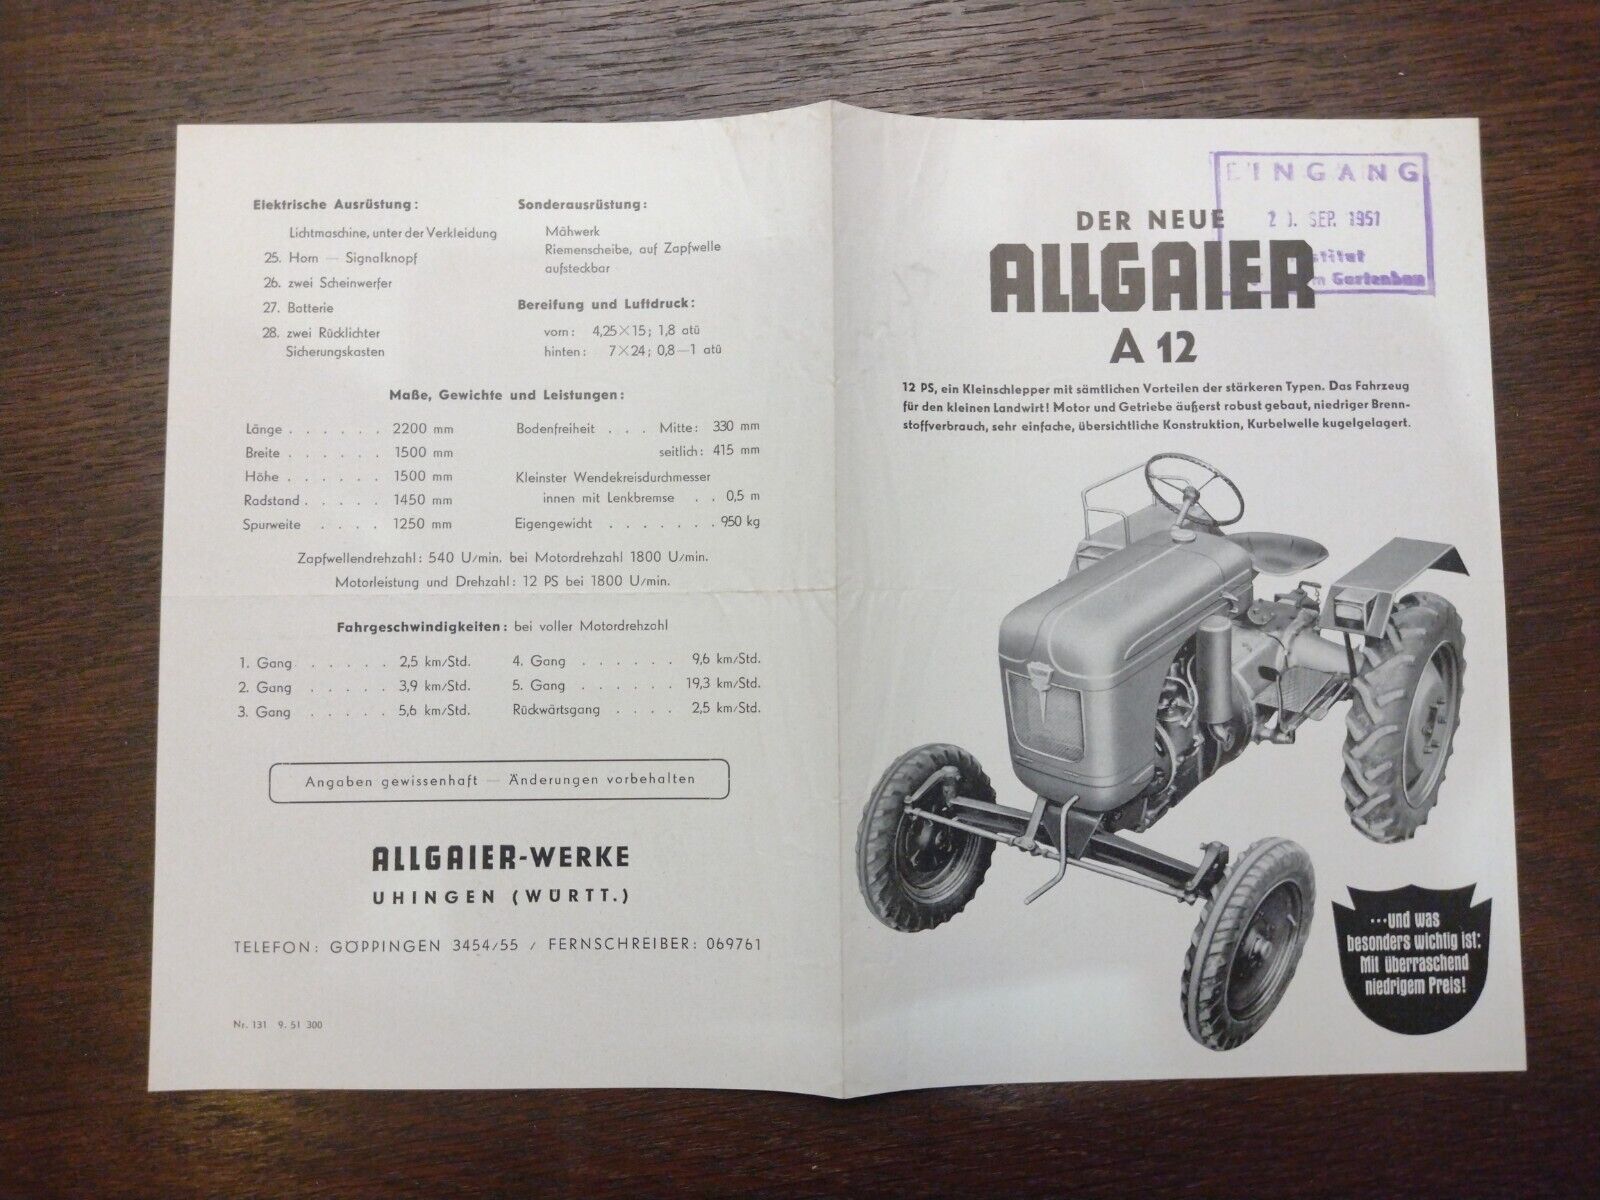 Elektrische Ausrüstung:
Lichtmaschine, unter der Verkleidung
25. Horn — Signalknopf
26. zwei Scheinwerfer
27. Batterie
28. zwei Rücklichter
Sicherungskasten
Sonderausrüstung:
Mähwerk
Riemenscheibe, auf Zapfwelle
aufsteckbar
Bereifung und Luftdruck:
vorn: 4,25×15; 1,8 atü
hinten: 7×24; 0,8—1 atü
Maße, Gewichte und Leistungen:
Länge . . . . . . 2200 mm
Breite . . . . . . 1500 mm
Höhe . . . . . . 1500 mm
Radstand . . . . . 1450 mm
Spurweite . . . . 1250 mm
Bodenfreiheit . . . Mitte: 330 mm
seitlich: 415 mm
Kleinster Wendekreisdurchmesser
innen mit Lenkbremse . . 0,5 m
Eigengewicht . . . . . . . 950 kg
Zapfwellendrehzahl: 540 U/min. bei Motordrehzahl 1800 U/min.
Motorleistung und Drehzahl: 12 PS bei 1800 U/min.
Fahrgeschwindigkeiten: bei voller Motordrehzahl
1. Gang . . . . . 2,5 km/Std.
2. Gang . . . . . 3,9 km/Std.
3. Gang . . . . . 5,6 km/Std.
4. Gang . . . . . . 9,6 km/Std.
5. Gang . . . . . . 19,3 km/Std.
Rückwärtsgang . . . . 2,5 km/Std.
Angaben gewissenhaft — Änderungen vorbehalten
ALLGAIER-WERKE
UHINGEN (WÜRTT.)
TELEFON: GÖPPINGEN 3454/55 / FERNSCHREIBER: 069761
Nr. 131 9. 51 300
EINGANG
SEP. 1951
Gartenbau
DER NEUE
ALLGAIER
A 12
12 PS, ein Kleinschlepper mit sämtlichen Vorteilen der stärkeren Typen. Das Fahrzeug
für den kleinen Landwirt! Motor und Getriebe äußerst robust gebaut, niedriger Brenn-
stoffverbrauch, sehr einfache, übersichtliche Konstruktion, Kurbelwelle kugelgelagert.
...und was
besonders wichtig ist:
Mit überraschend
niedrigem Preis!